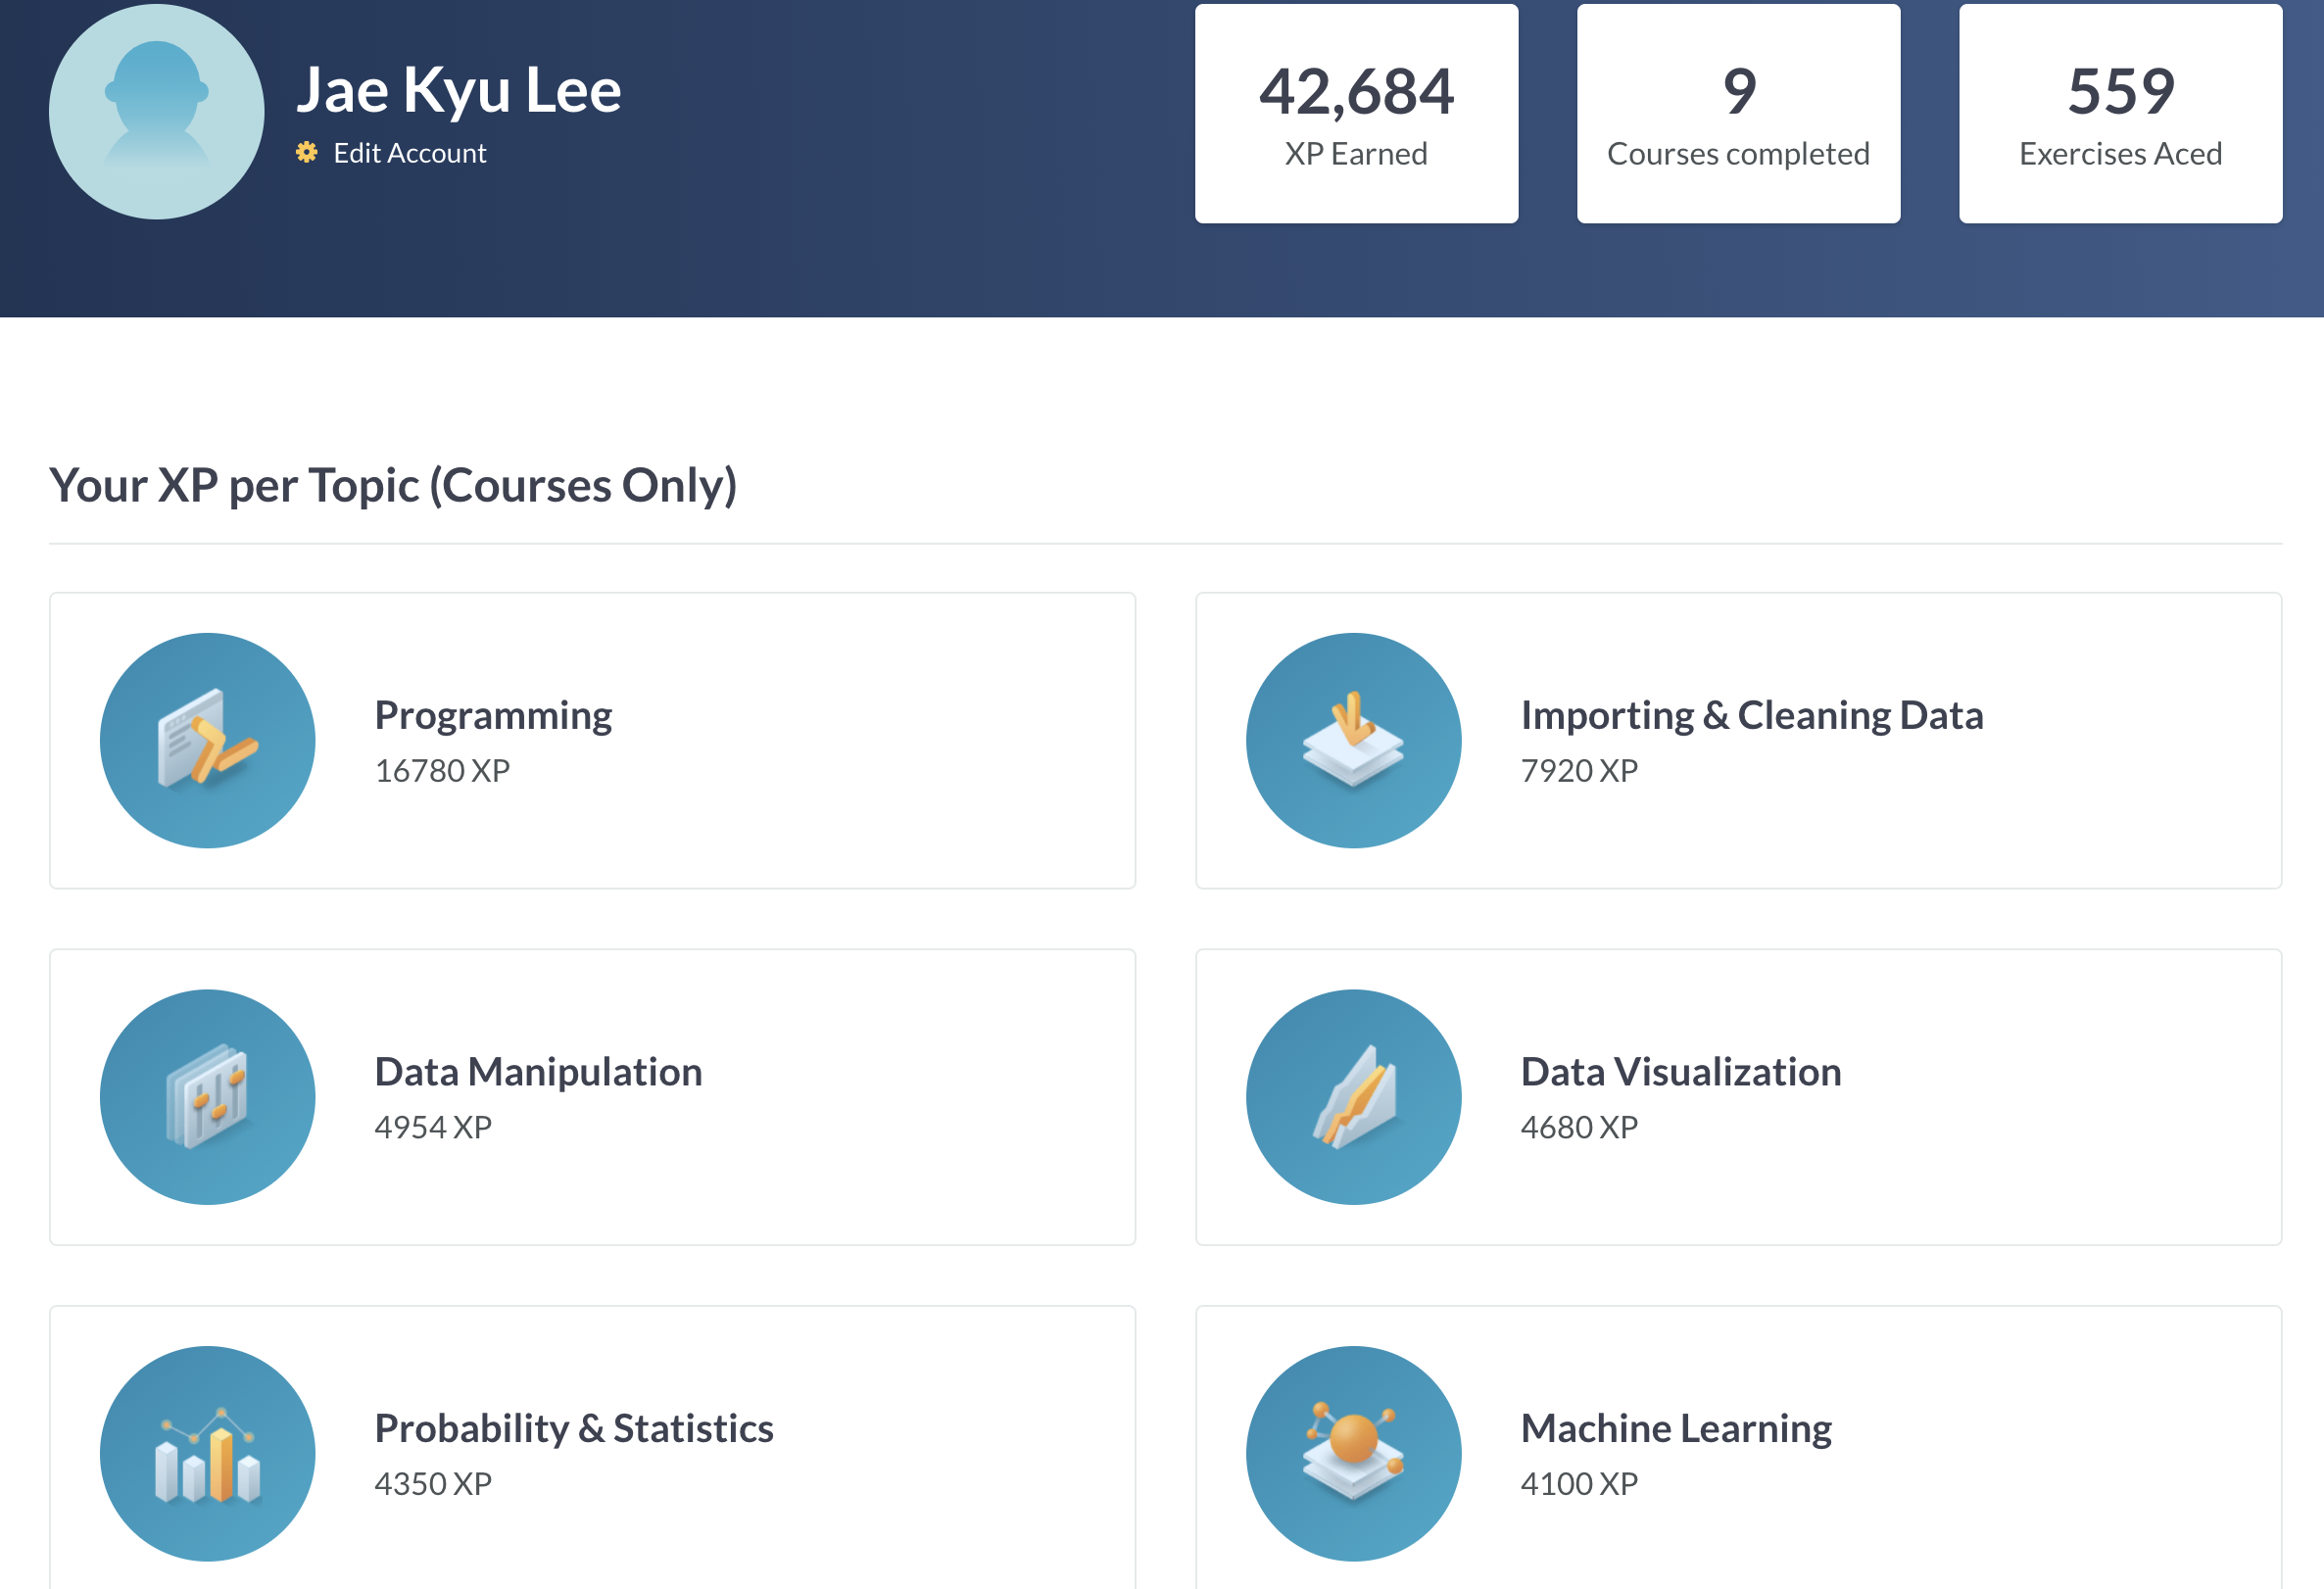 Jae Kyu Lee
Edit Account
42,684
XP Earned
9
Courses completed
559
Exercises Aced
Your XP per Topic (Courses Only)
Programming
16780 XP
Importing & Cleaning Data
7920 XP
Data Manipulation
4954 XP
Data Visualization
4680 XP
Probability & Statistics
4350 XP
Machine Learning
4100 XP